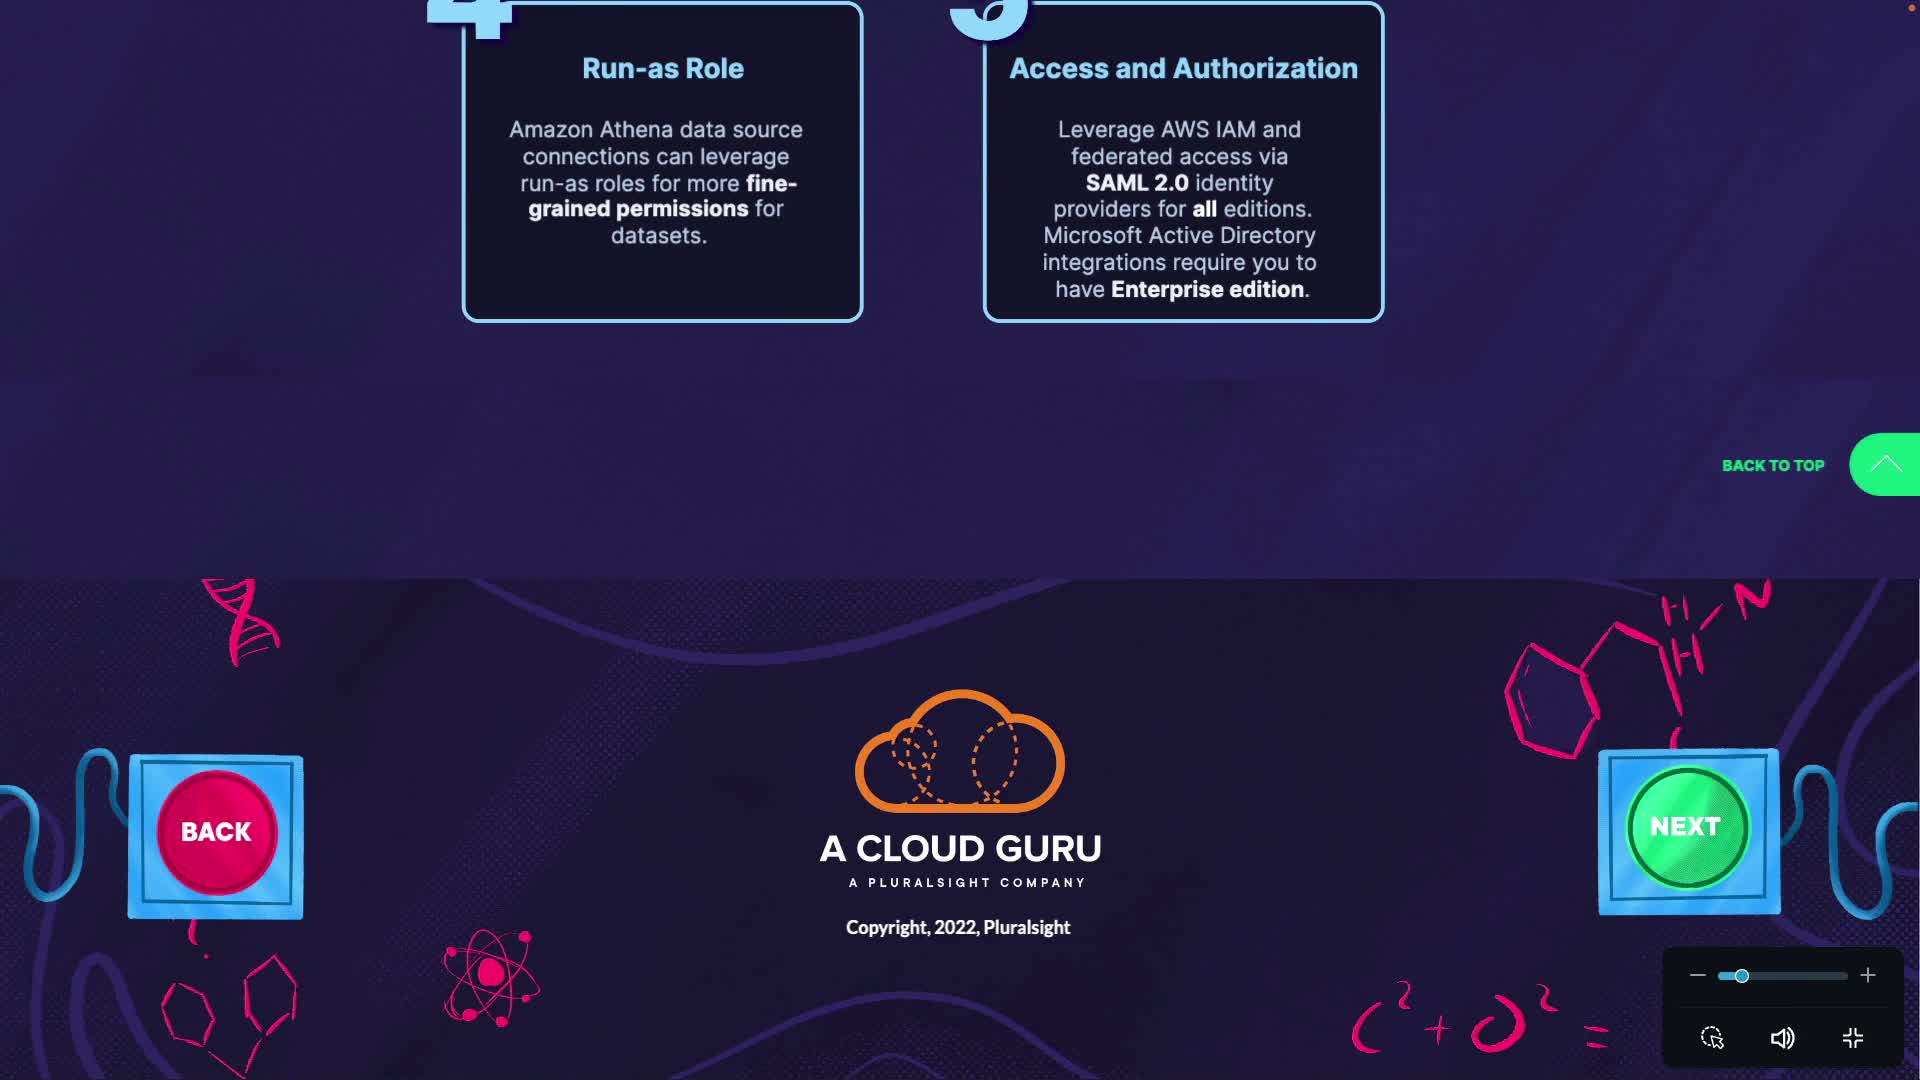 4
5
Run-as Role
Amazon Athena data source
connections can leverage
run-as roles for more fine-
grained permissions for
datasets.
Access and Authorization
Leverage AWS IAM and
federated access via
SAML 2.0 identity
providers for all editions.
Microsoft Active Directory
integrations require you to
have Enterprise edition.
BACK TO TOP
H
N
H
BACK
NEXT
A CLOUD GURU
A PLURALSIGHT COMPANY
Copyright, 2022, Pluralsight
C² + O² =